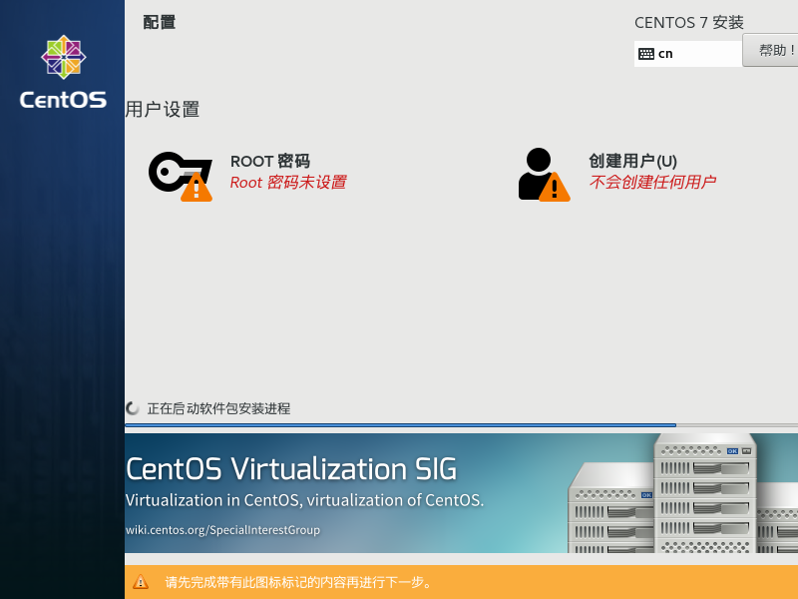 CentOS
配置
CENTOS 7 安装
cn
帮助！
用户设置
ROOT 密码
Root 密码未设置
创建用户(U)
不会创建任何用户
正在启动软件包安装进程
CentOS Virtualization SIG
Virtualization in CentOS, virtualization of CentOS.
wiki.centos.org/SpecialInterestGroup
请先完成带有此图标标记的内容再进行下一步。